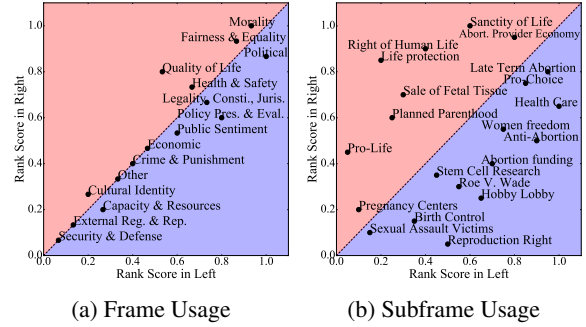 Rank Score in Right
1.0
0.8
0.6
0.4
0.2
0.0
0.0 0.2 0.4 0.6 0.8 1.0
Rank Score in Left
Morality
Fairness & Equality
Political
Quality of Life
Health & Safety
Legality, Consti., Juris.
Policy Pres. & Eval.
Public Sentiment
Economic
Crime & Punishment
Other
Cultural Identity
Capacity & Resources
External Reg. & Rep.
Security & Defense
(a) Frame Usage
Rank Score in Right
1.0
0.8
0.6
0.4
0.2
0.0
0.0 0.2 0.4 0.6 0.8 1.0
Rank Score in Left
Sanctity of Life
Abort. Provider Economy
Right of Human Life
Life protection
Late Term Abortion
Pro-Choice
Sale of Fetal Tissue
Health Care
Planned Parenthood
Women freedom
Anti-Abortion
Pro-Life
Abortion funding
Stem Cell Research
Roe V. Wade
Hobby Lobby
Pregnancy Centers
Birth Control
Sexual Assault Victims
Reproduction Right
(b) Subframe Usage